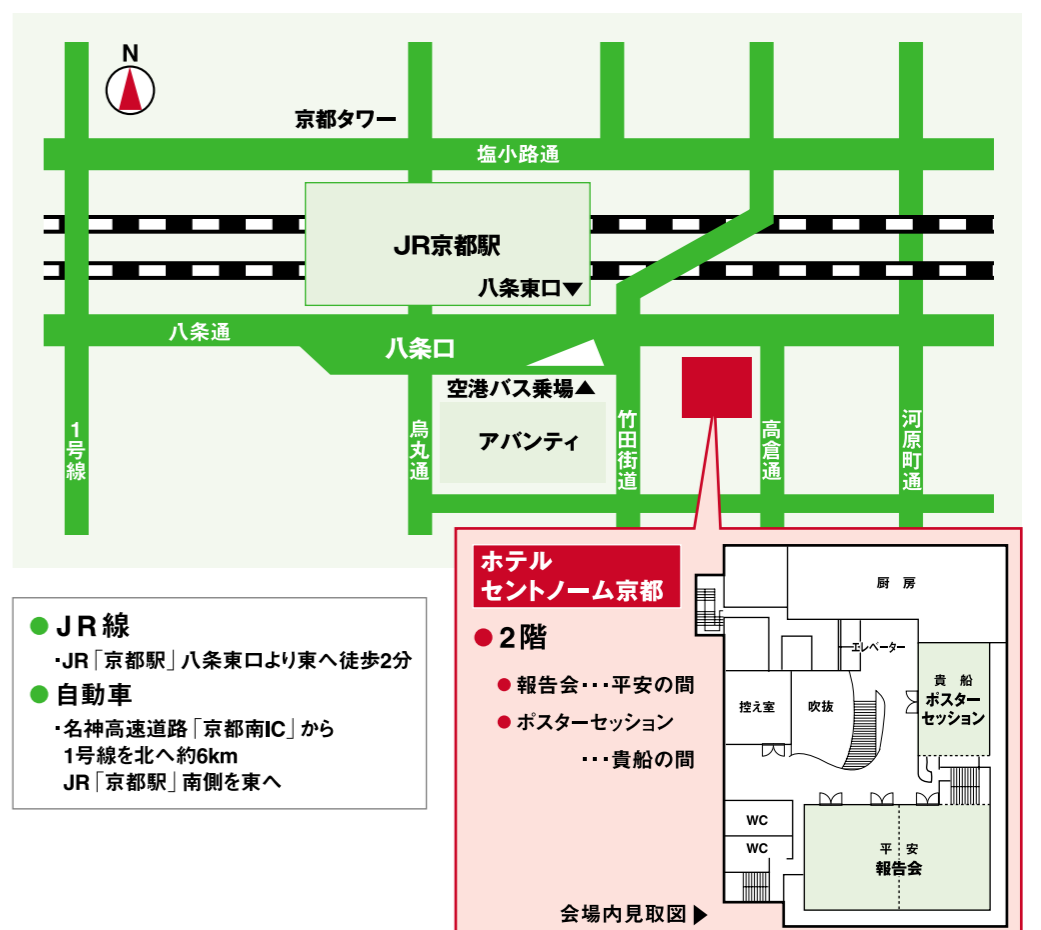 N
京都タワー
塩小路通
JR京都駅
八条東口▼
八条通
八条口
空港バス乗場▲
アバンティ
1号線
烏丸通
竹田街道
高倉通
河原町通
● JR線
・JR「京都駅」八条東口より東へ徒歩2分
● 自動車
・名神高速道路「京都南IC」から
1号線を北へ約6km
JR「京都駅」南側を東へ
ホテル
セントノーム京都
● 2階
● 報告会・・・平安の間
● ポスターセッション
・・・貴船の間
会場内見取図▶
厨 房
エレベーター
控え室
吹抜
貴 船
ポスター
セッション
WC
WC
平 安
報告会